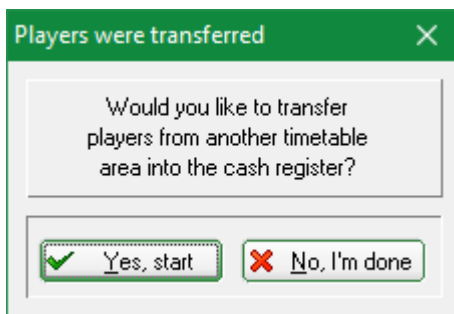 Players were transferred
Would you like to transfer
players from another timetable
area into the cash register?
Yes, start
No, I'm done